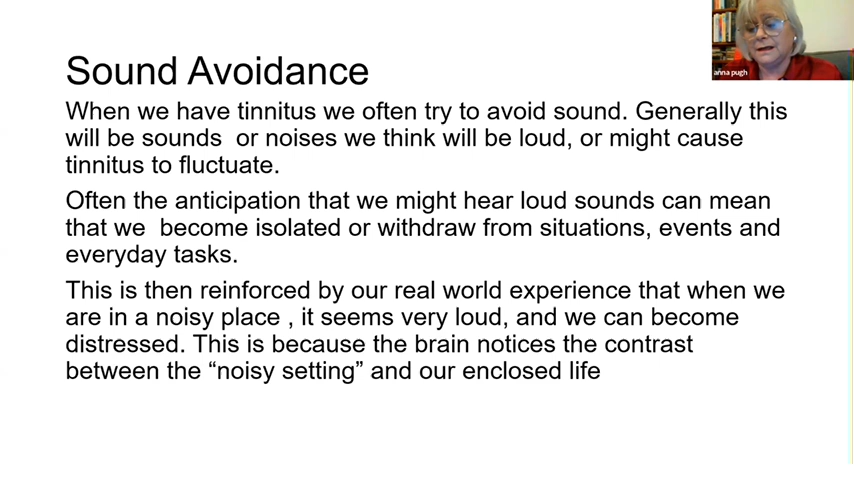 Sound Avoidance
When we have tinnitus we often try to avoid sound. Generally this
will be sounds  or noises we think will be loud, or might cause
tinnitus to fluctuate.
Often the anticipation that we might hear loud sounds can mean
that we  become isolated or withdraw from situations, events and
everyday tasks.
This is then reinforced by our real world experience that when we
are in a noisy place , it seems very loud, and we can become
distressed. This is because the brain notices the contrast
between the “noisy setting” and our enclosed life
anna pugh